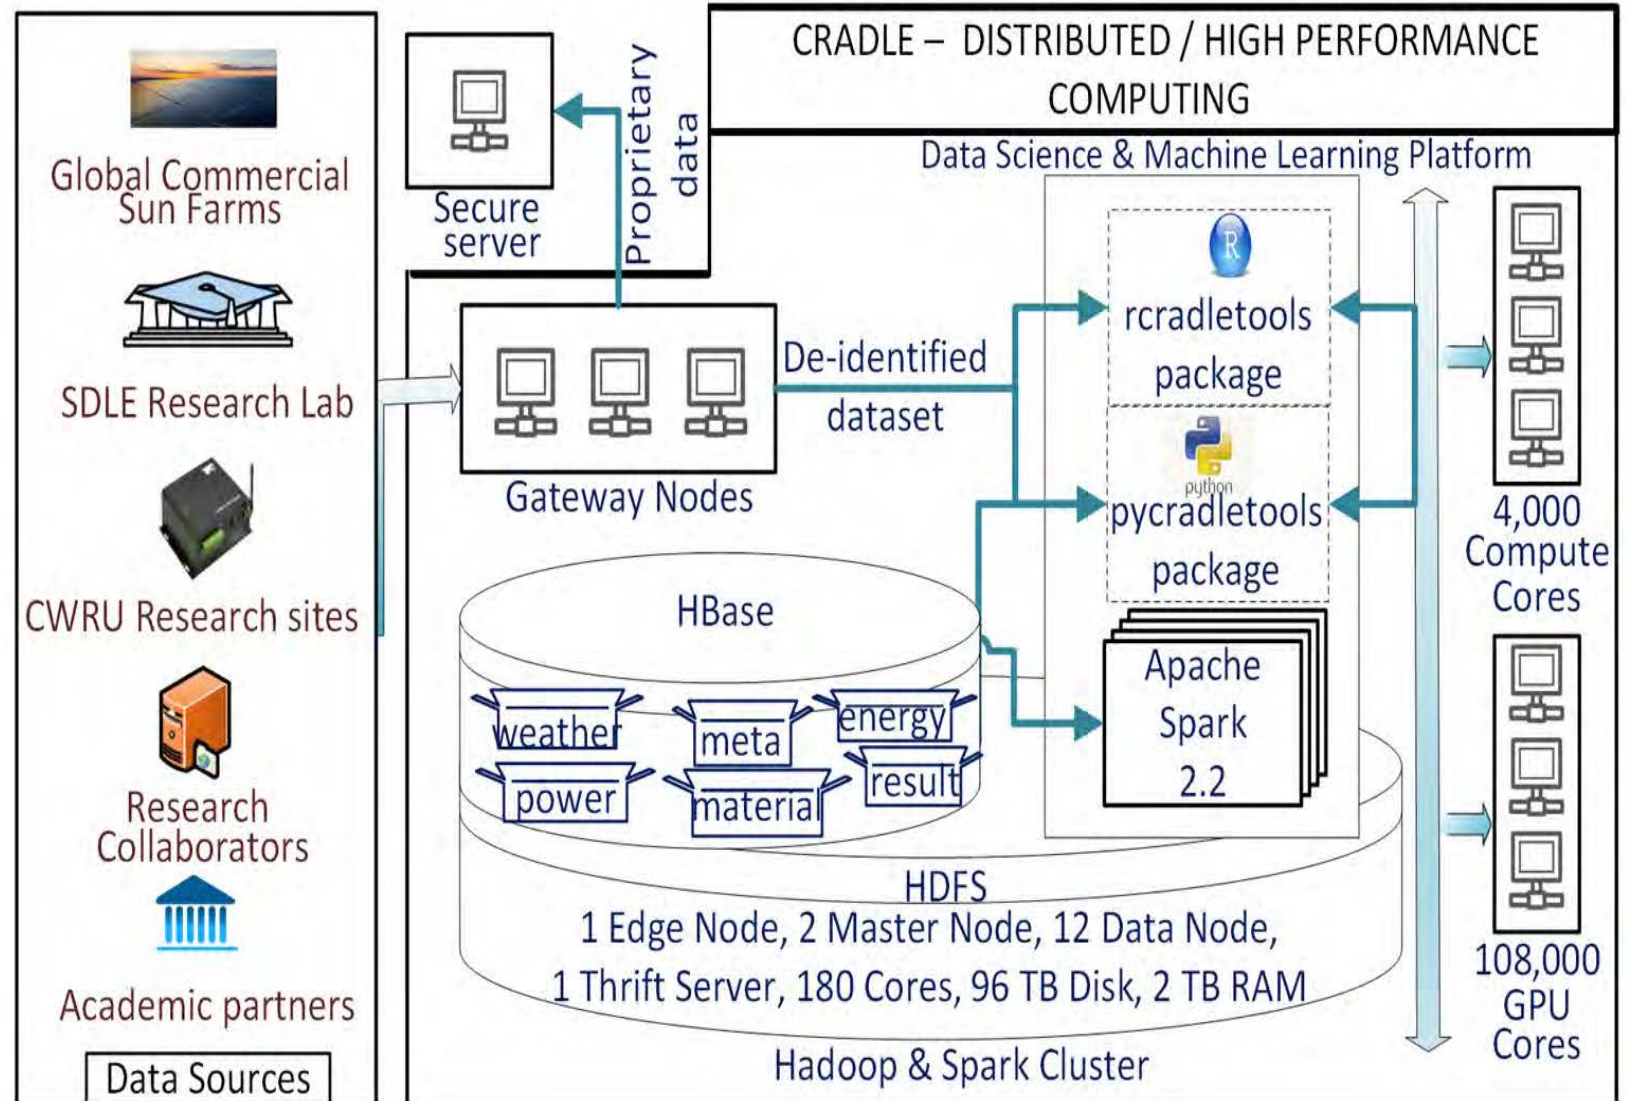 Global Commercial
Sun Farms
SDLE Research Lab
CWRU Research sites
Research
Collaborators
Academic partners
Data Sources
Secure
server
Proprietary
data
CRADLE – DISTRIBUTED / HIGH PERFORMANCE
COMPUTING
Data Science & Machine Learning Platform
Gateway Nodes
De-identified
dataset
R
rcradletools
package
python
pycradletools
package
Apache
Spark
2.2
4,000
Compute
Cores
108,000
GPU
Cores
HBase
weather
meta
energy
power
material
result
HDFS
1 Edge Node, 2 Master Node, 12 Data Node,
1 Thrift Server, 180 Cores, 96 TB Disk, 2 TB RAM
Hadoop & Spark Cluster